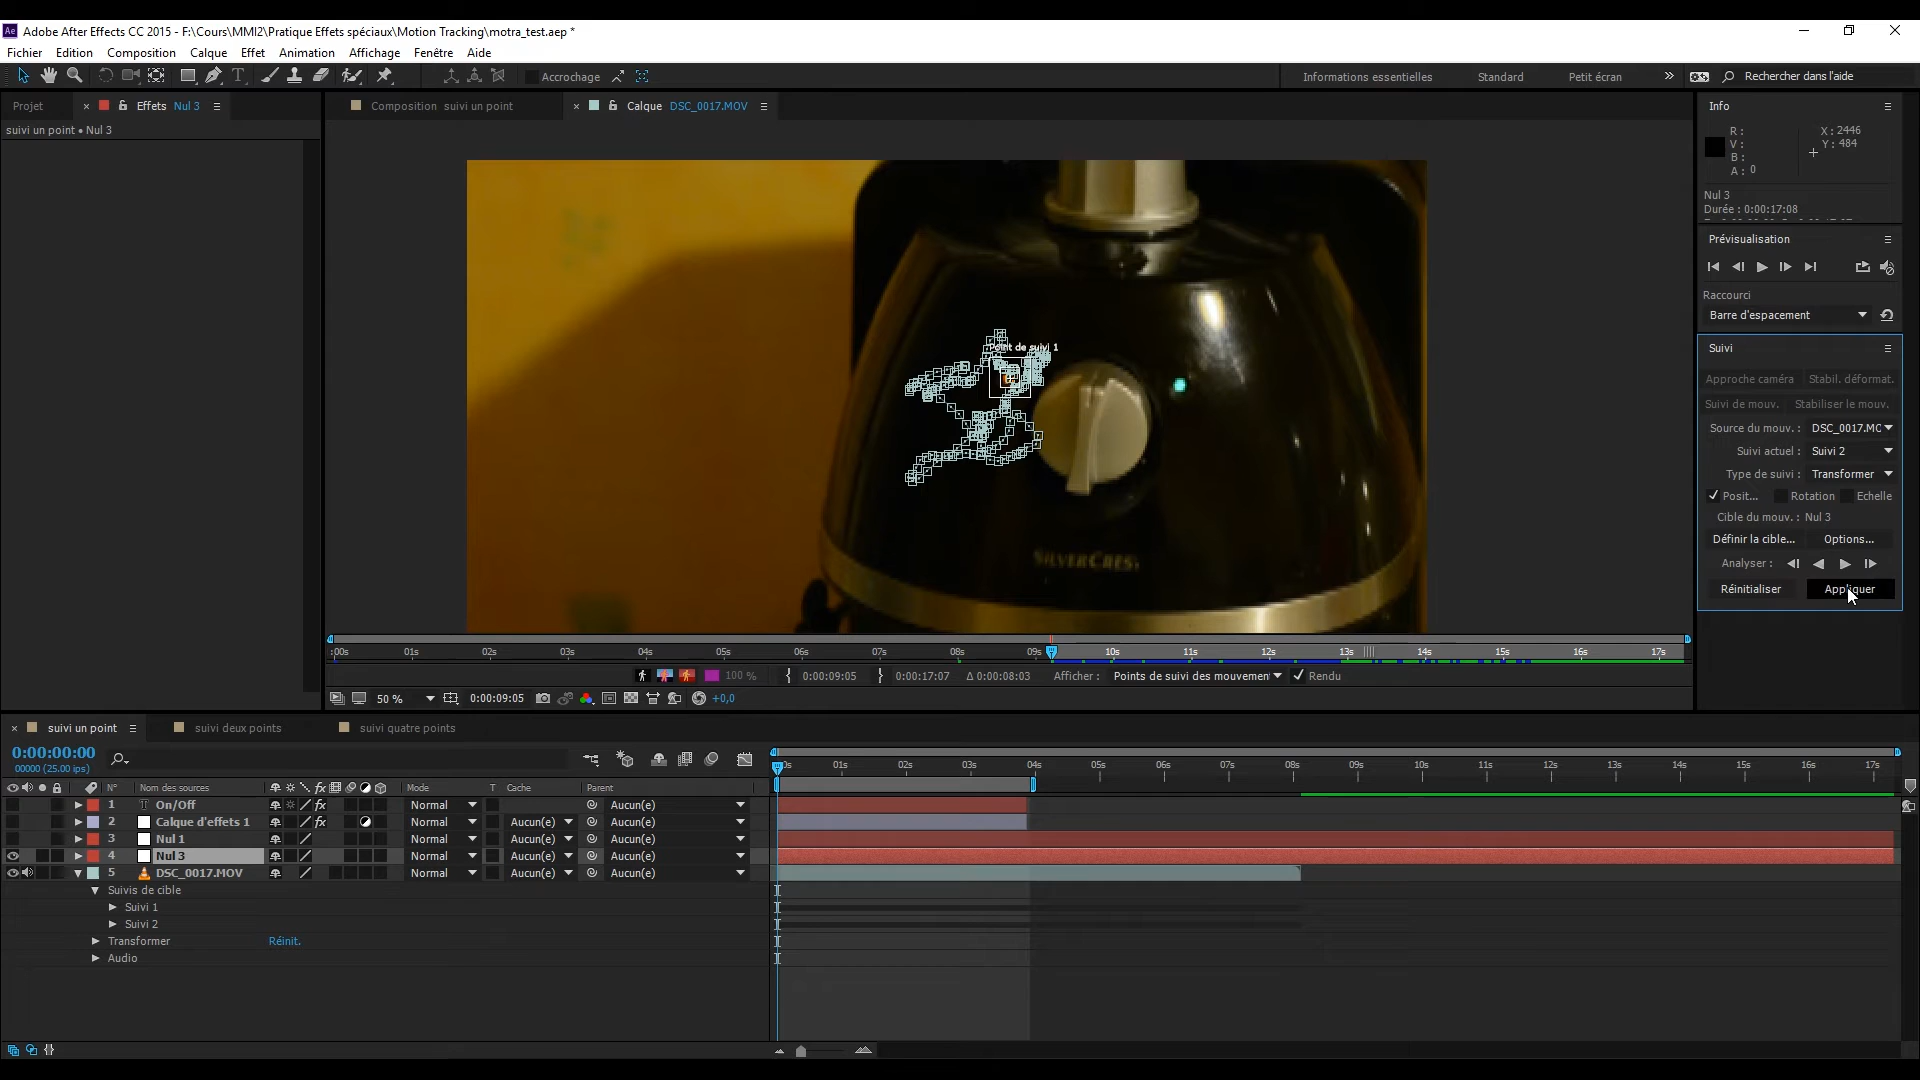 Adobe After Effects CC 2015 - F:\Cours\MMI2\Pratique Effets spéciaux\Motion Tracking\motra_test.aep *
Fichier Edition Composition Calque Effet Animation Affichage Fenêtre Aide
Accrochage Informations essentielles Standard Petit écran Rechercher dans l'aide
Projet Effets Nul 3 Composition suivi un point Calque DSC_0017.MOV Info
suivi un point • Nul 3
R :
V :
B :
A : 0
X : 2446
Y : 484
Nul 3
Durée : 0:00:17:08
Prévisualisation
Raccourci
Barre d'espacement
Suivi
Approche caméra Stabil. déformat.
Suivi de mouv. Stabiliser le mouv.
Source du mouv. : DSC_0017.MC
Suivi actuel : Suivi 2
Type de suivi : Transformer
Posit... Rotation Echelle
Cible du mouv. : Nul 3
Définir la cible... Options...
Analyser :
Réinitialiser Appliquer
Point de suivi 1
SILVERCREST
:00s 01s 02s 03s 04s 05s 06s 07s 08s 09s 10s 11s 12s 13s 14s 15s 16s 17s
100 % 0:00:09:05 0:00:17:07 Δ 0:00:08:03 Afficher : Points de suivi des mouvement Rendu
50 % 0:00:09:05 +0,0
suivi un point suivi deux points suivi quatre points
0:00:00:00
00000 (25.00 ips)
0s 01s 02s 03s 04s 05s 06s 07s 08s 09s 10s 11s 12s 13s 14s 15s 16s 17s
N° Nom des sources fx Mode T Cache Parent
1 T On/Off fx Normal Aucun(e)
2 Calque d'effets 1 fx Normal Aucun(e) Aucun(e)
3 Nul 1 Normal Aucun(e) Aucun(e)
4 Nul 3 Normal Aucun(e) Aucun(e)
5 DSC_0017.MOV Normal Aucun(e) Aucun(e)
Suivis de cible
Suivi 1
Suivi 2
Transformer Réinit.
Audio